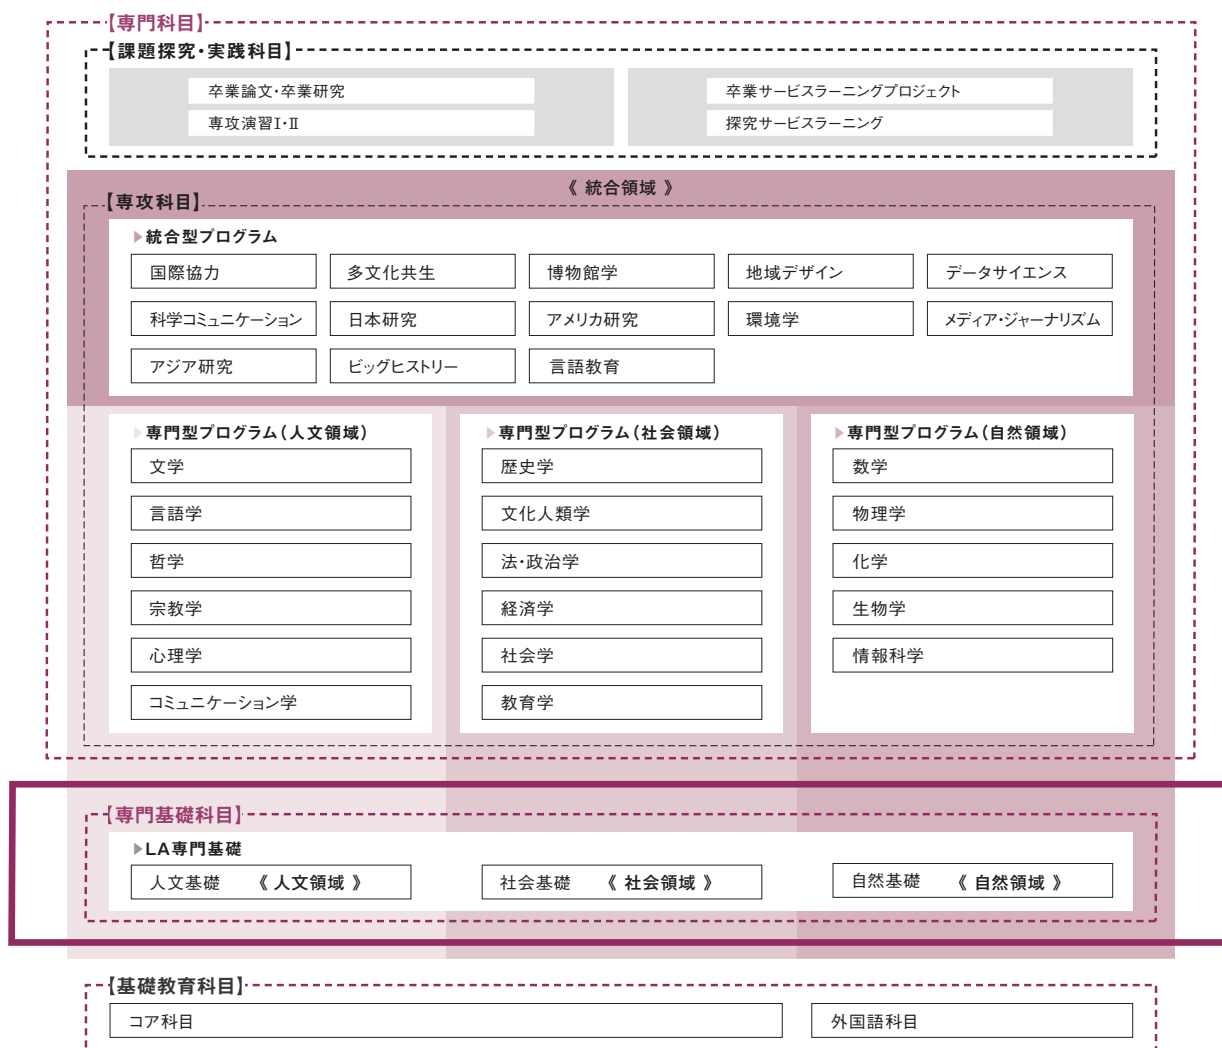 【専門科目】
【課題探究・実践科目】
卒業論文・卒業研究
専攻演習I・II
卒業サービスラーニングプロジェクト
探究サービスラーニング
《 統合領域 》
【専攻科目】
▶統合型プログラム
国際協力
多文化共生
博物館学
地域デザイン
データサイエンス
科学コミュニケーション
日本研究
アメリカ研究
環境学
メディア・ジャーナリズム
アジア研究
ビッグヒストリー
言語教育
▶専門型プログラム(人文領域)
文学
言語学
哲学
宗教学
心理学
コミュニケーション学
▶専門型プログラム(社会領域)
歴史学
文化人類学
法・政治学
経済学
社会学
教育学
▶専門型プログラム(自然領域)
数学
物理学
化学
生物学
情報科学
【専門基礎科目】
▶LA専門基礎
人文基礎 《 人文領域 》
社会基礎 《 社会領域 》
自然基礎 《 自然領域 》
【基礎教育科目】
コア科目
外国語科目